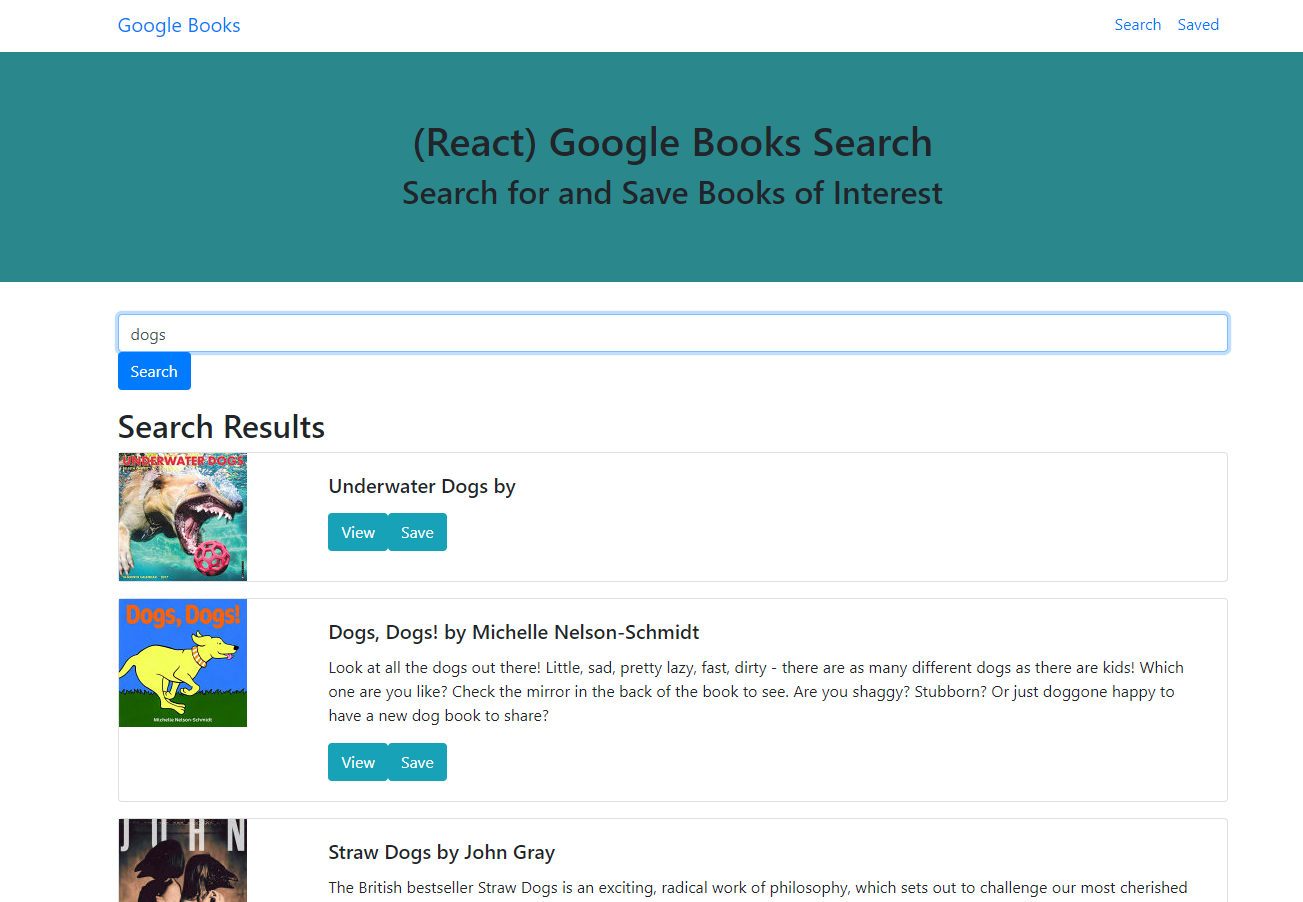 Google Books
Search Saved
(React) Google Books Search
Search for and Save Books of Interest
dogs
Search
Search Results
UNDERWATER DOGS
Underwater Dogs by
View Save
Dogs, Dogs!
Michelle Nelson-Schmidt
Dogs, Dogs! by Michelle Nelson-Schmidt
Look at all the dogs out there! Little, sad, pretty lazy, fast, dirty - there are as many different dogs as there are kids! Which
one are you like? Check the mirror in the back of the book to see. Are you shaggy? Stubborn? Or just doggone happy to
have a new dog book to share?
View Save
JOHN
Straw Dogs by John Gray
The British bestseller Straw Dogs is an exciting, radical work of philosophy, which sets out to challenge our most cherished